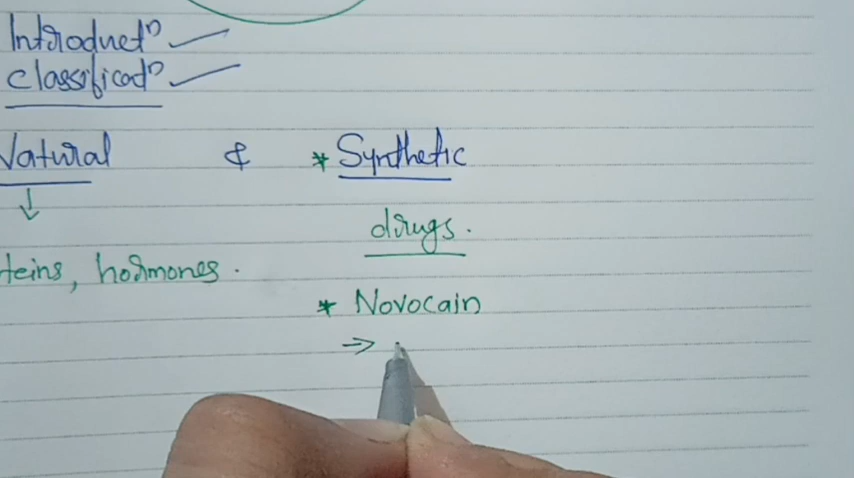 Introductn
Classificatn
Natural & * Synthetic
drugs.
teins, hormones.
* Novocain
⇒